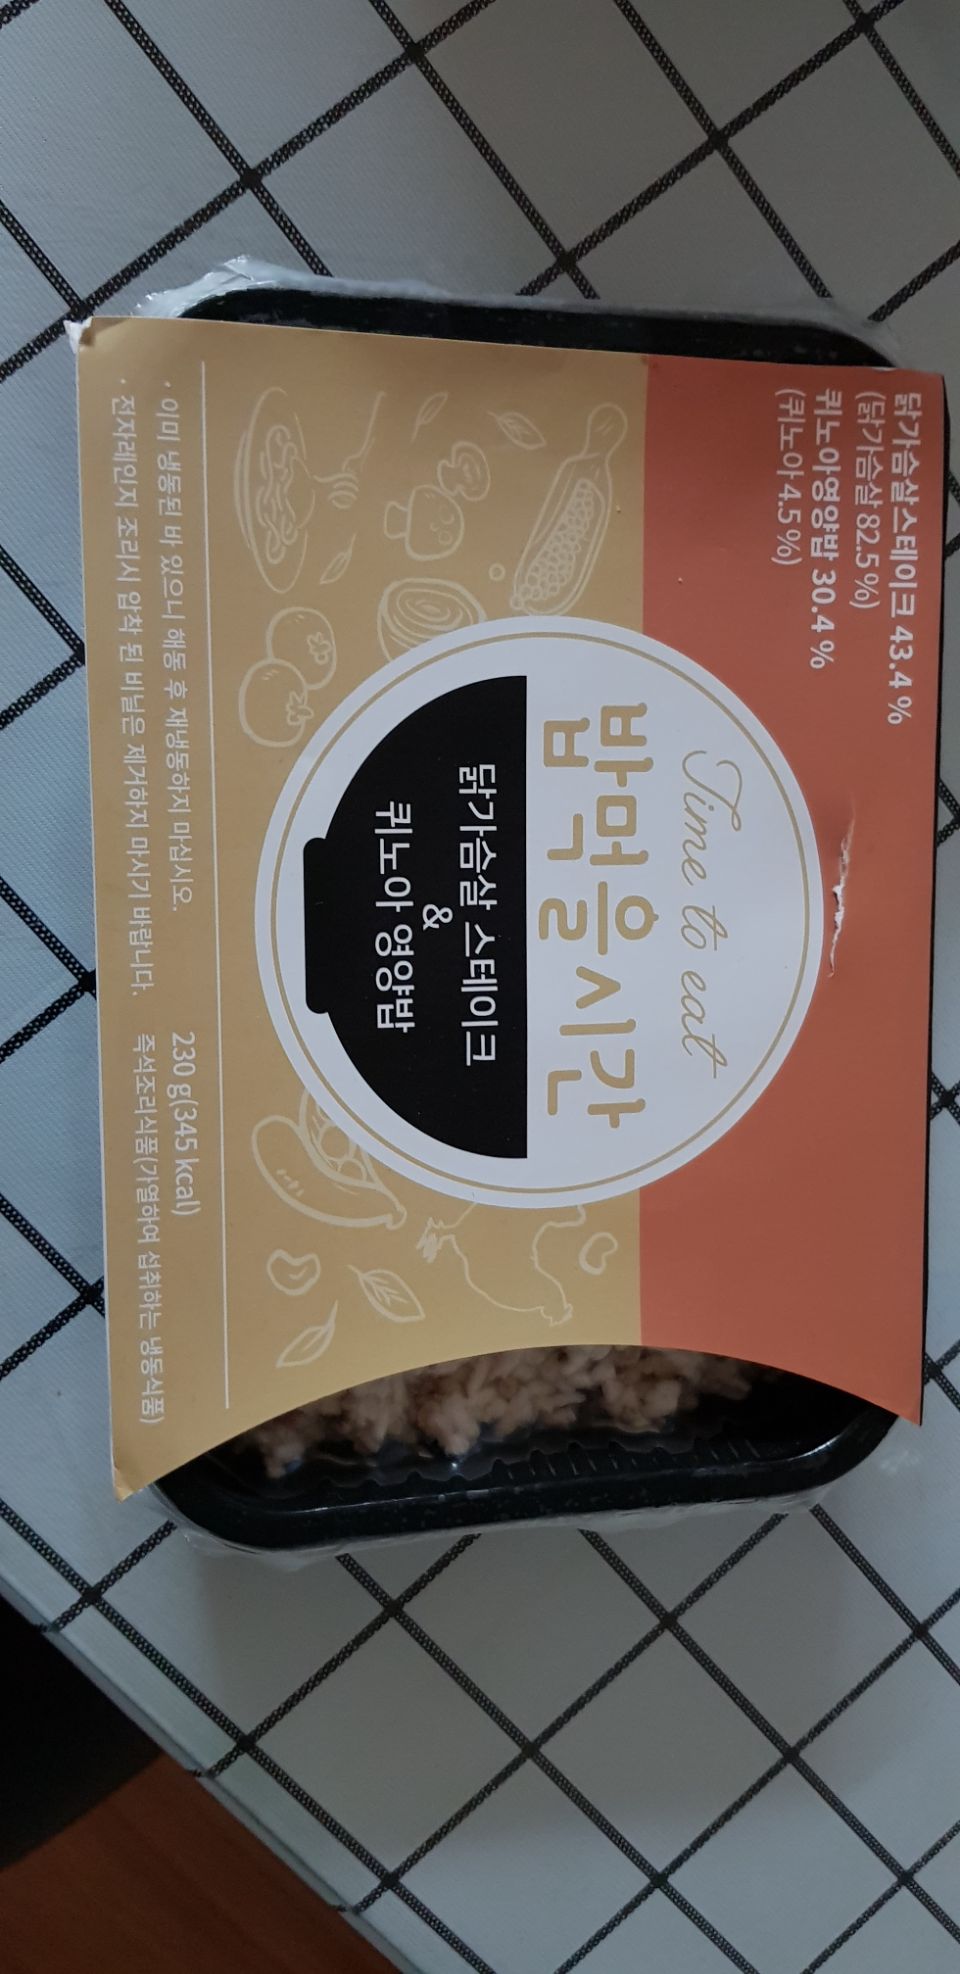 닭가슴살스테이크 43.4 %
(닭가슴살 82.5 %)
퀴노아영양밥 30.4 %
(퀴노아 4.5 %)
Time to eat
밥먹을시간
닭가슴살 스테이크
&
퀴노아 영양밥
· 이미 냉동된 바 있으니 해동 후 재냉동하지 마십시오.
· 전자레인지 조리시 압착 된 비닐은 제거하지 마시기 바랍니다.
230 g(345 kcal)
즉석조리식품(가열하여 섭취하는 냉동식품)